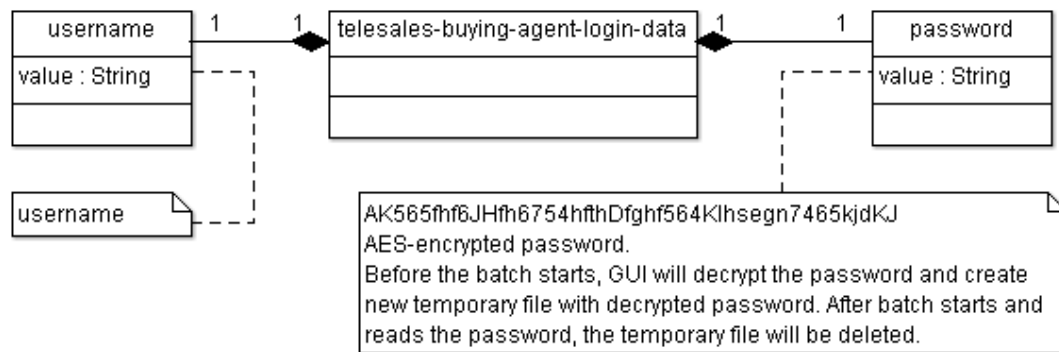 username
1
1
telesales-buying-agent-login-data
1
1
password
value : String
value : String
username
AK565fhf6JHfh6754hfthDfghf564KIhsegn7465kjdKJ
AES-encrypted password.
Before the batch starts, GUI will decrypt the password and create
new temporary file with decrypted password. After batch starts and
reads the password, the temporary file will be deleted.